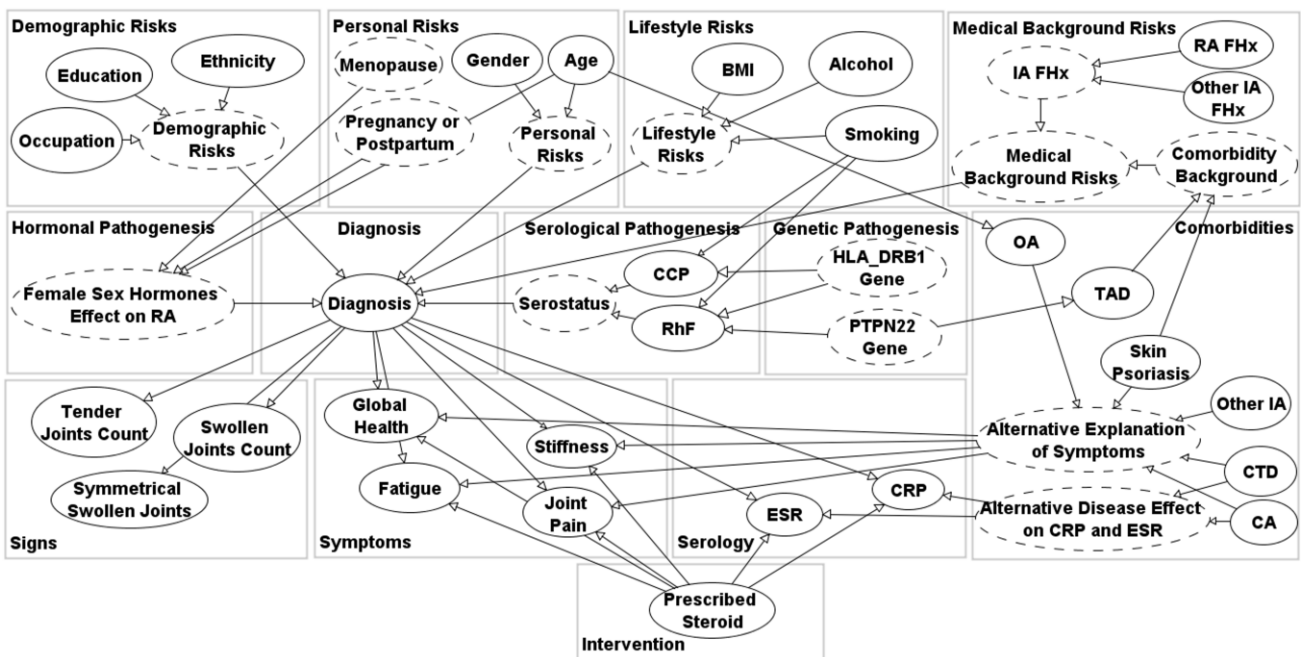 Demographic Risks
Education
Ethnicity
Occupation
Demographic
Risks
Personal Risks
Menopause
Gender
Age
Pregnancy or
Postpartum
Personal
Risks
Lifestyle Risks
BMI
Alcohol
Lifestyle
Risks
Smoking
Medical Background Risks
IA FHx
RA FHx
Other IA
FHx
Medical
Background Risks
Comorbidity
Background
Hormonal Pathogenesis
Female Sex Hormones
Effect on RA
Diagnosis
Diagnosis
Serological Pathogenesis
CCP
Serostatus
RhF
Genetic Pathogenesis
HLA_DRB1
Gene
PTPN22
Gene
Comorbidities
OA
TAD
Skin
Psoriasis
Other IA
Alternative Explanation
of Symptoms
CTD
Alternative Disease Effect
on CRP and ESR
CA
Tender
Joints Count
Swollen
Joints Count
Symmetrical
Swollen Joints
Signs
Global
Health
Stiffness
Fatigue
Joint
Pain
Symptoms
CRP
ESR
Serology
Prescribed
Steroid
Intervention